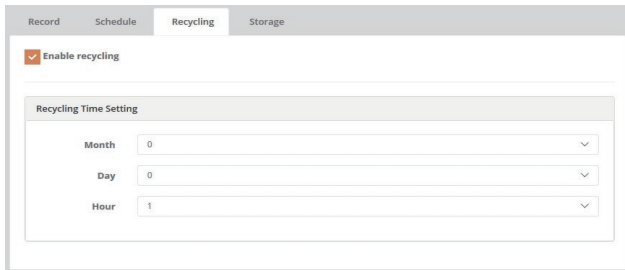 Record Schedule Recycling Storage
Enable recycling
Recycling Time Setting
Month 0
Day 0
Hour 1